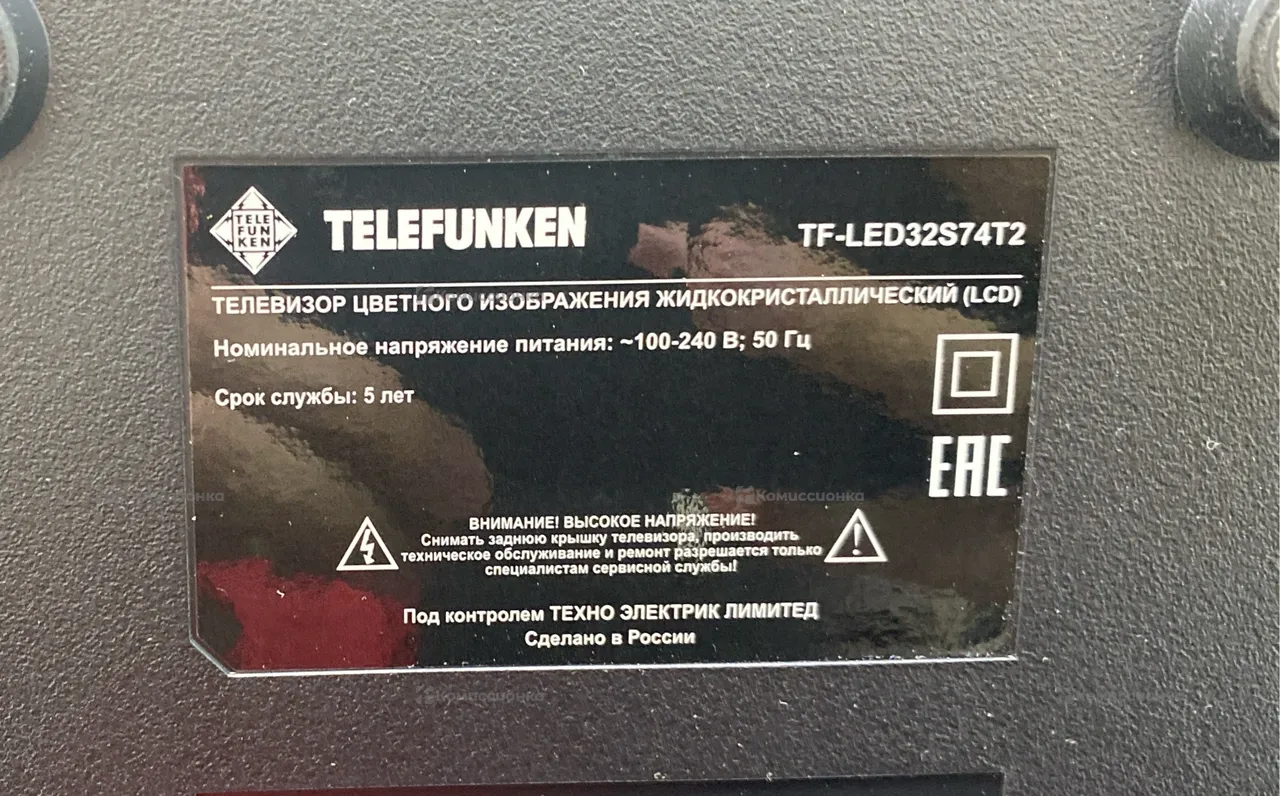 TELE
FUN
KEN
TELEFUNKEN
TF-LED32S74T2
ТЕЛЕВИЗОР ЦВЕТНОГО ИЗОБРАЖЕНИЯ ЖИДКОКРИСТАЛЛИЧЕСКИЙ (LCD)
Номинальное напряжение питания: ~100-240 В; 50 Гц
Срок службы: 5 лет
EAC
Комиссионка
ВНИМАНИЕ! ВЫСОКОЕ НАПРЯЖЕНИЕ!
Снимать заднюю крышку телевизора, производить
техническое обслуживание и ремонт разрешается только
специалистам сервисной службы!
Под контролем ТЕХНО ЭЛЕКТРИК ЛИМИТЕД
Сделано в России
Комиссионка